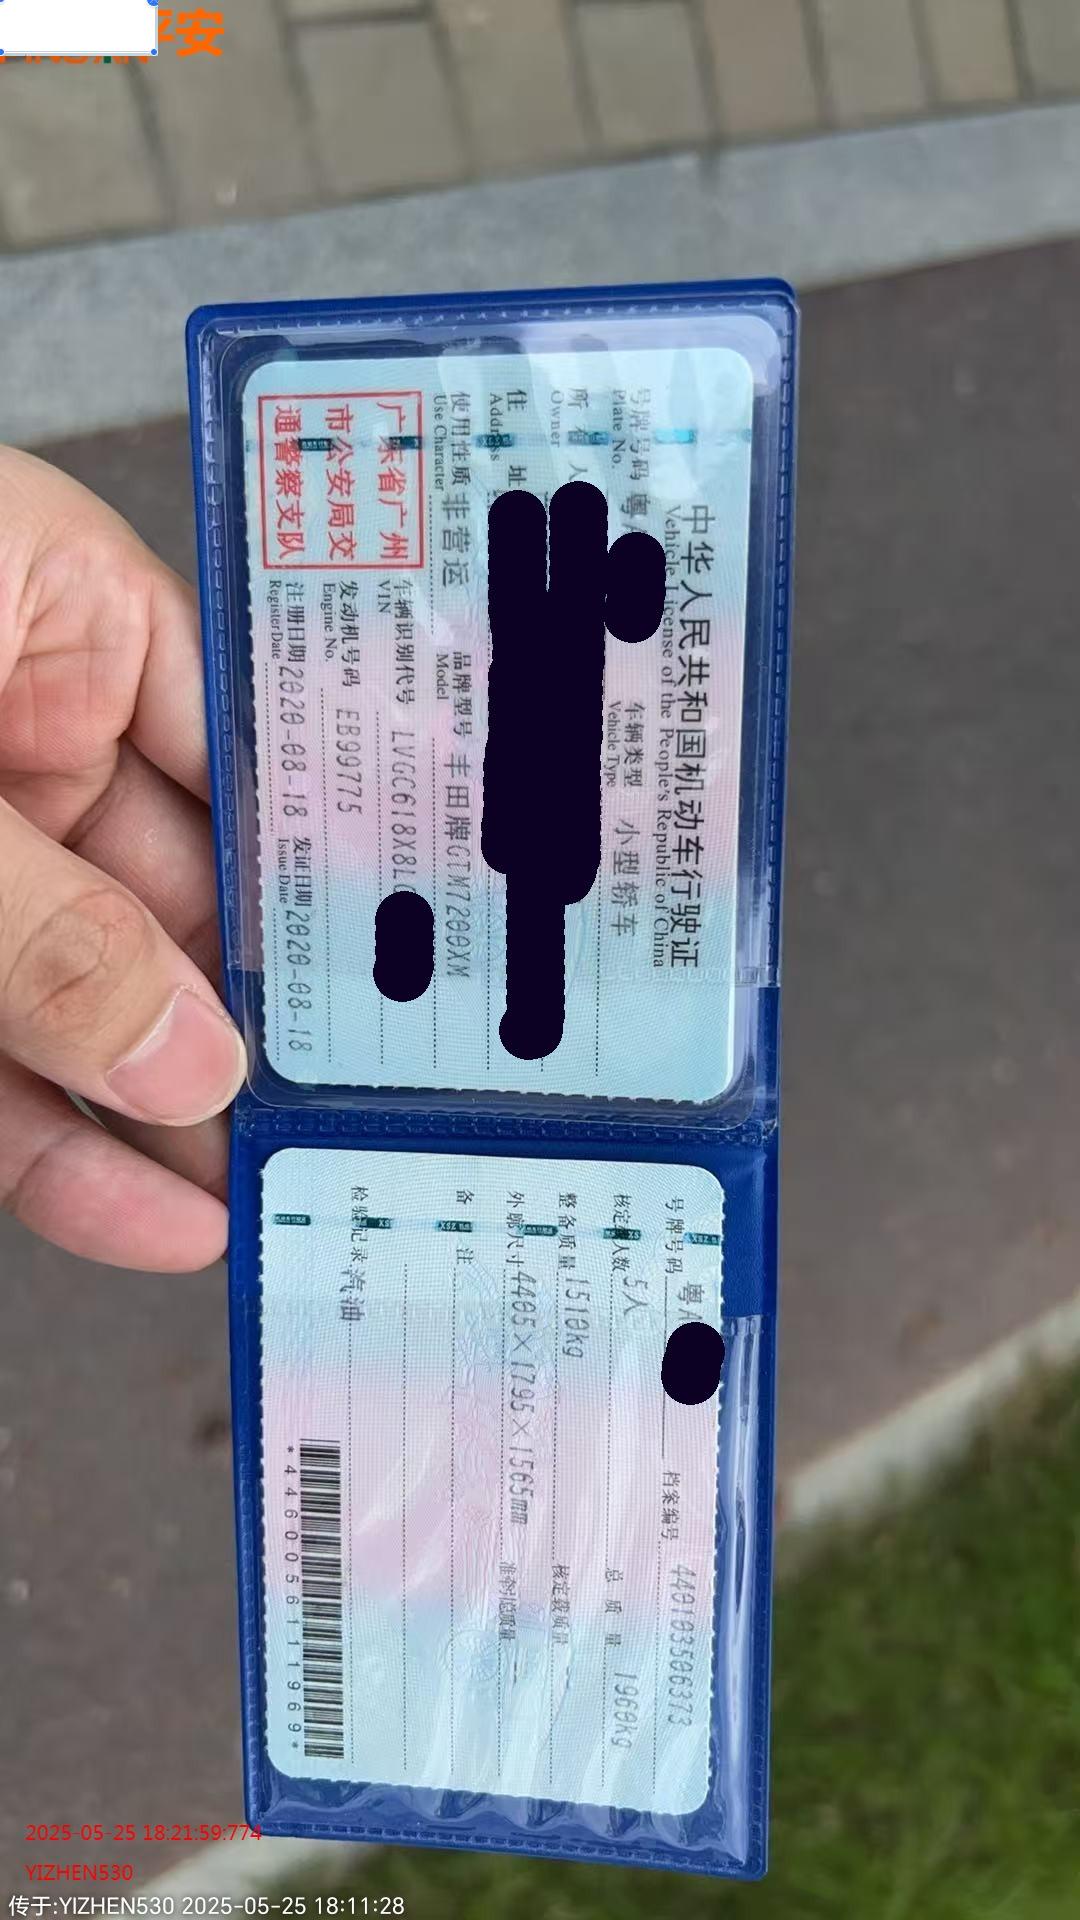 平安
中华人民共和国机动车行驶证
Vehicle License of the People's Republic of China
号牌号码 粤A
Plate No.
车辆类型 小型轿车
Vehicle Type
所有人
Owner
住址
Address
使用性质 非营运
Use Character
品牌型号 丰田牌GTM7200XM
Model
广东省广州
市公安局交
通警察支队
车辆识别代号 LVGC618X8L
VIN
发动机号码 EB99775
Engine No.
注册日期 2020-08-18
Register Date
发证日期 2020-08-18
Issue Date
号牌号码 粤A
档案编号 440103506373
核定载人数 5人
总质量 1960kg
整备质量 1510kg
核定载质量
外廓尺寸 4405×1795×1565mm
准牵引总质量
备注
检验记录 汽油
*4460056111969*
2025-05-25 18:21:59:774
YIZHEN530
传于:YIZHEN530 2025-05-25 18:11:28